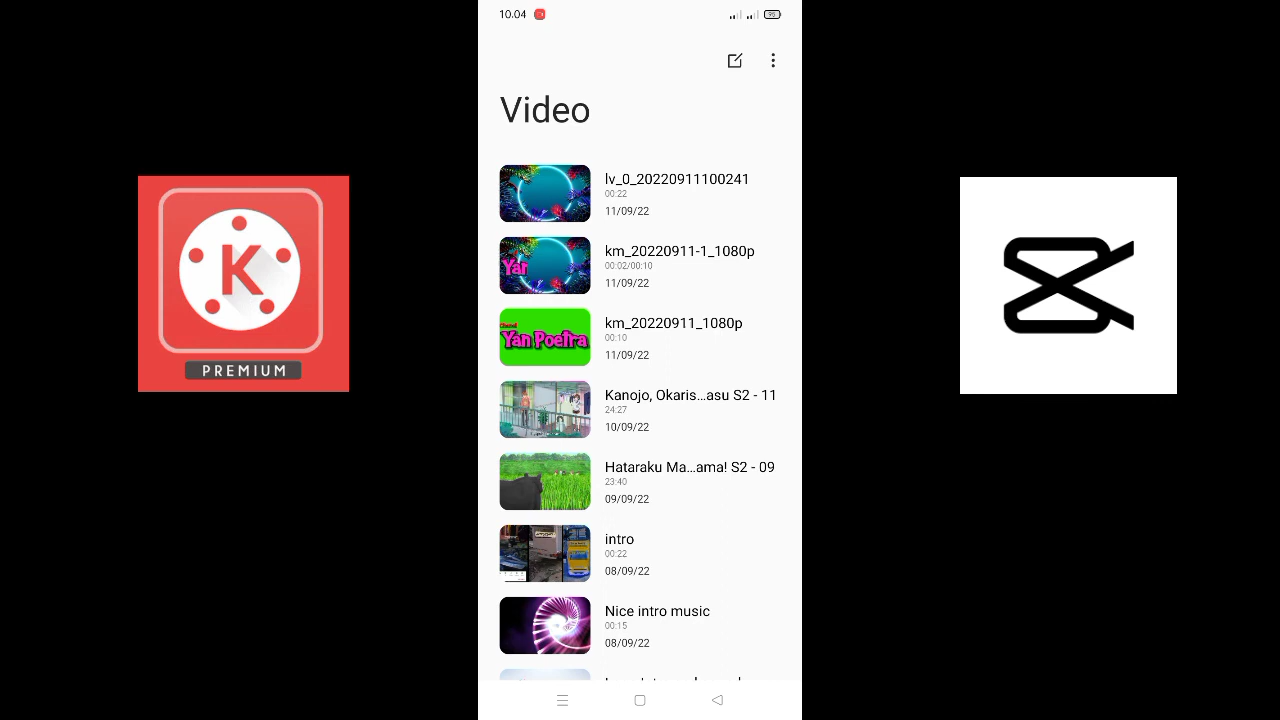 10.04
95
Video
lv_0_20220911100241
00:22
11/09/22
km_20220911-1_1080p
00:02/00:10
11/09/22
Yan
km_20220911_1080p
00:10
11/09/22
Yan Poetra
Kanojo, Okaris...asu S2 - 11
24:27
10/09/22
Hataraku Ma...ama! S2 - 09
23:40
09/09/22
intro
00:22
08/09/22
Nice intro music
00:15
08/09/22
K
PREMIUM